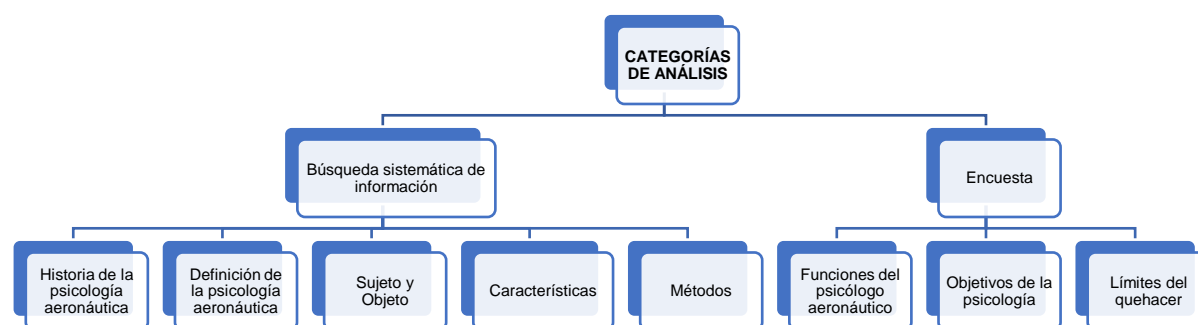 CATEGORÍAS
DE ANÁLISIS
Búsqueda sistemática de
información
Encuesta
Historia de la
psicología
aeronáutica
Definición de
la psicología
aeronáutica
Sujeto y
Objeto
Características
Métodos
Funciones del
psicólogo
aeronáutico
Objetivos de la
psicología
Límites del
quehacer